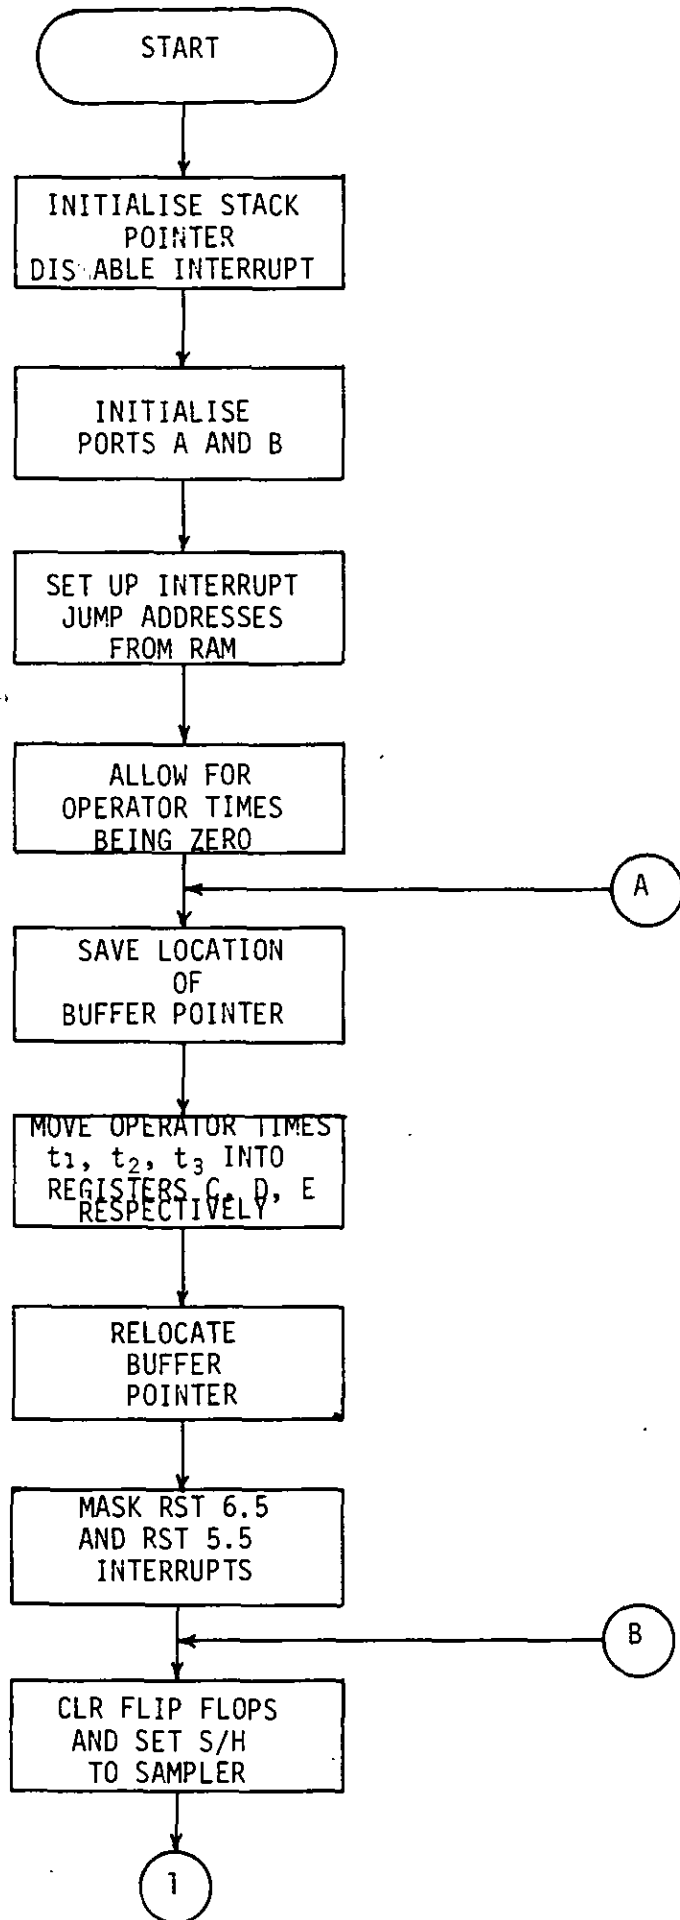 START
INITIALISE STACK
POINTER
DISABLE INTERRUPT
INITIALISE
PORTS A AND B
SET UP INTERRUPT
JUMP ADDRESSES
FROM RAM
ALLOW FOR
OPERATOR TIMES
BEING ZERO
A
SAVE LOCATION
OF
BUFFER POINTER
MOVE OPERATOR TIMES
t₁, t₂, t₃ INTO
REGISTERS C, D, E
RESPECTIVELY
RELOCATE
BUFFER
POINTER
MASK RST 6.5
AND RST 5.5
INTERRUPTS
B
CLR FLIP FLOPS
AND SET S/H
TO SAMPLER
1